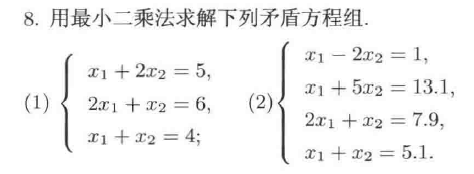 8. 用最小二乘法求解下列矛盾方程组.
(1) { x₁ + 2x₂ = 5,
2x₁ + x₂ = 6,
x₁ + x₂ = 4;
(2) { x₁ − 2x₂ = 1,
x₁ + 5x₂ = 13.1,
2x₁ + x₂ = 7.9,
x₁ + x₂ = 5.1.